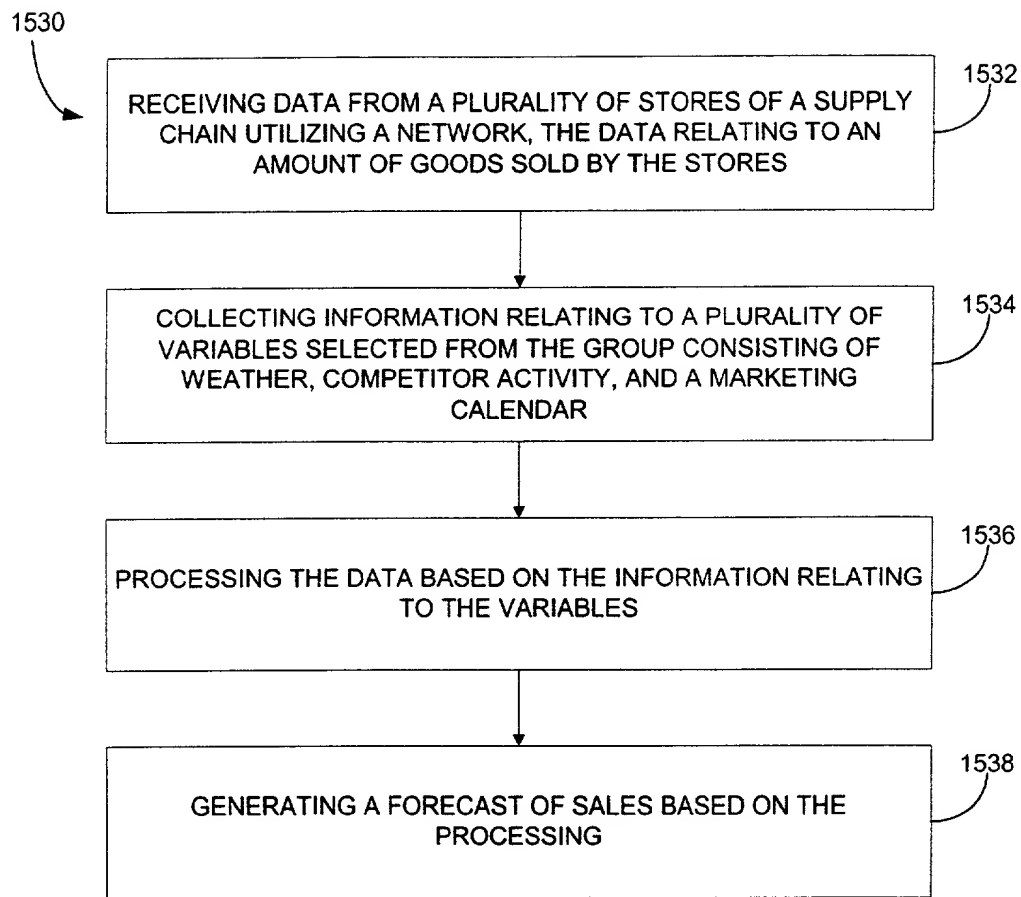 1530
1532
RECEIVING DATA FROM A PLURALITY OF STORES OF A SUPPLY
CHAIN UTILIZING A NETWORK, THE DATA RELATING TO AN
AMOUNT OF GOODS SOLD BY THE STORES
1534
COLLECTING INFORMATION RELATING TO A PLURALITY OF
VARIABLES SELECTED FROM THE GROUP CONSISTING OF
WEATHER, COMPETITOR ACTIVITY, AND A MARKETING
CALENDAR
1536
PROCESSING THE DATA BASED ON THE INFORMATION RELATING
TO THE VARIABLES
1538
GENERATING A FORECAST OF SALES BASED ON THE
PROCESSING